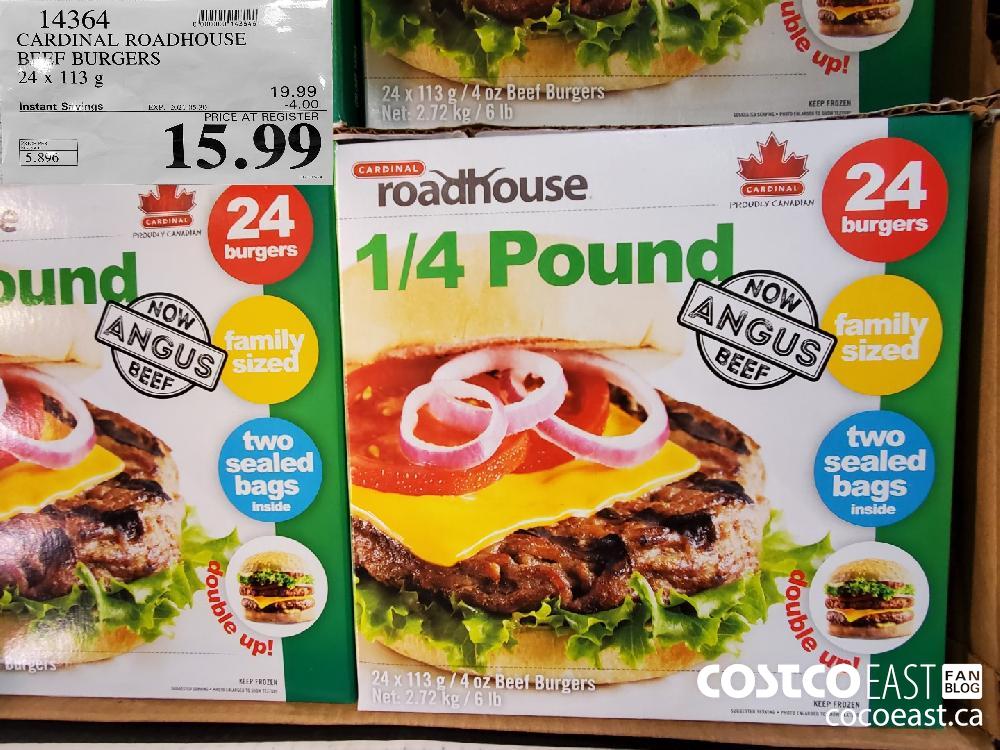 14364
CARDINAL ROADHOUSE
BEEF BURGERS
24 x 113 g
19.99
Instant Savings
-4.00
PRICE AT REGISTER
15.99
5.896
double up!
24 x 113 g / 4 oz Beef Burgers
Net: 2.72 kg / 6 lb
KEEP FROZEN
e
CARDINAL
PROUDLY CANADIAN
24
burgers
ound
NOW
ANGUS
BEEF
family
sized
two
sealed
bags
inside
double up!
Burgers
KEEP FROZEN
CARDINAL
roadhouse
CARDINAL
PROUDLY CANADIAN
24
burgers
1/4 Pound
NOW
ANGUS
BEEF
family
sized
two
sealed
bags
inside
double up!
24 x 113 g / 4 oz Beef Burgers
Net: 2.72 kg / 6 lb
KEEP FROZEN
COSTCO EAST FAN BLOG
cocoeast.ca